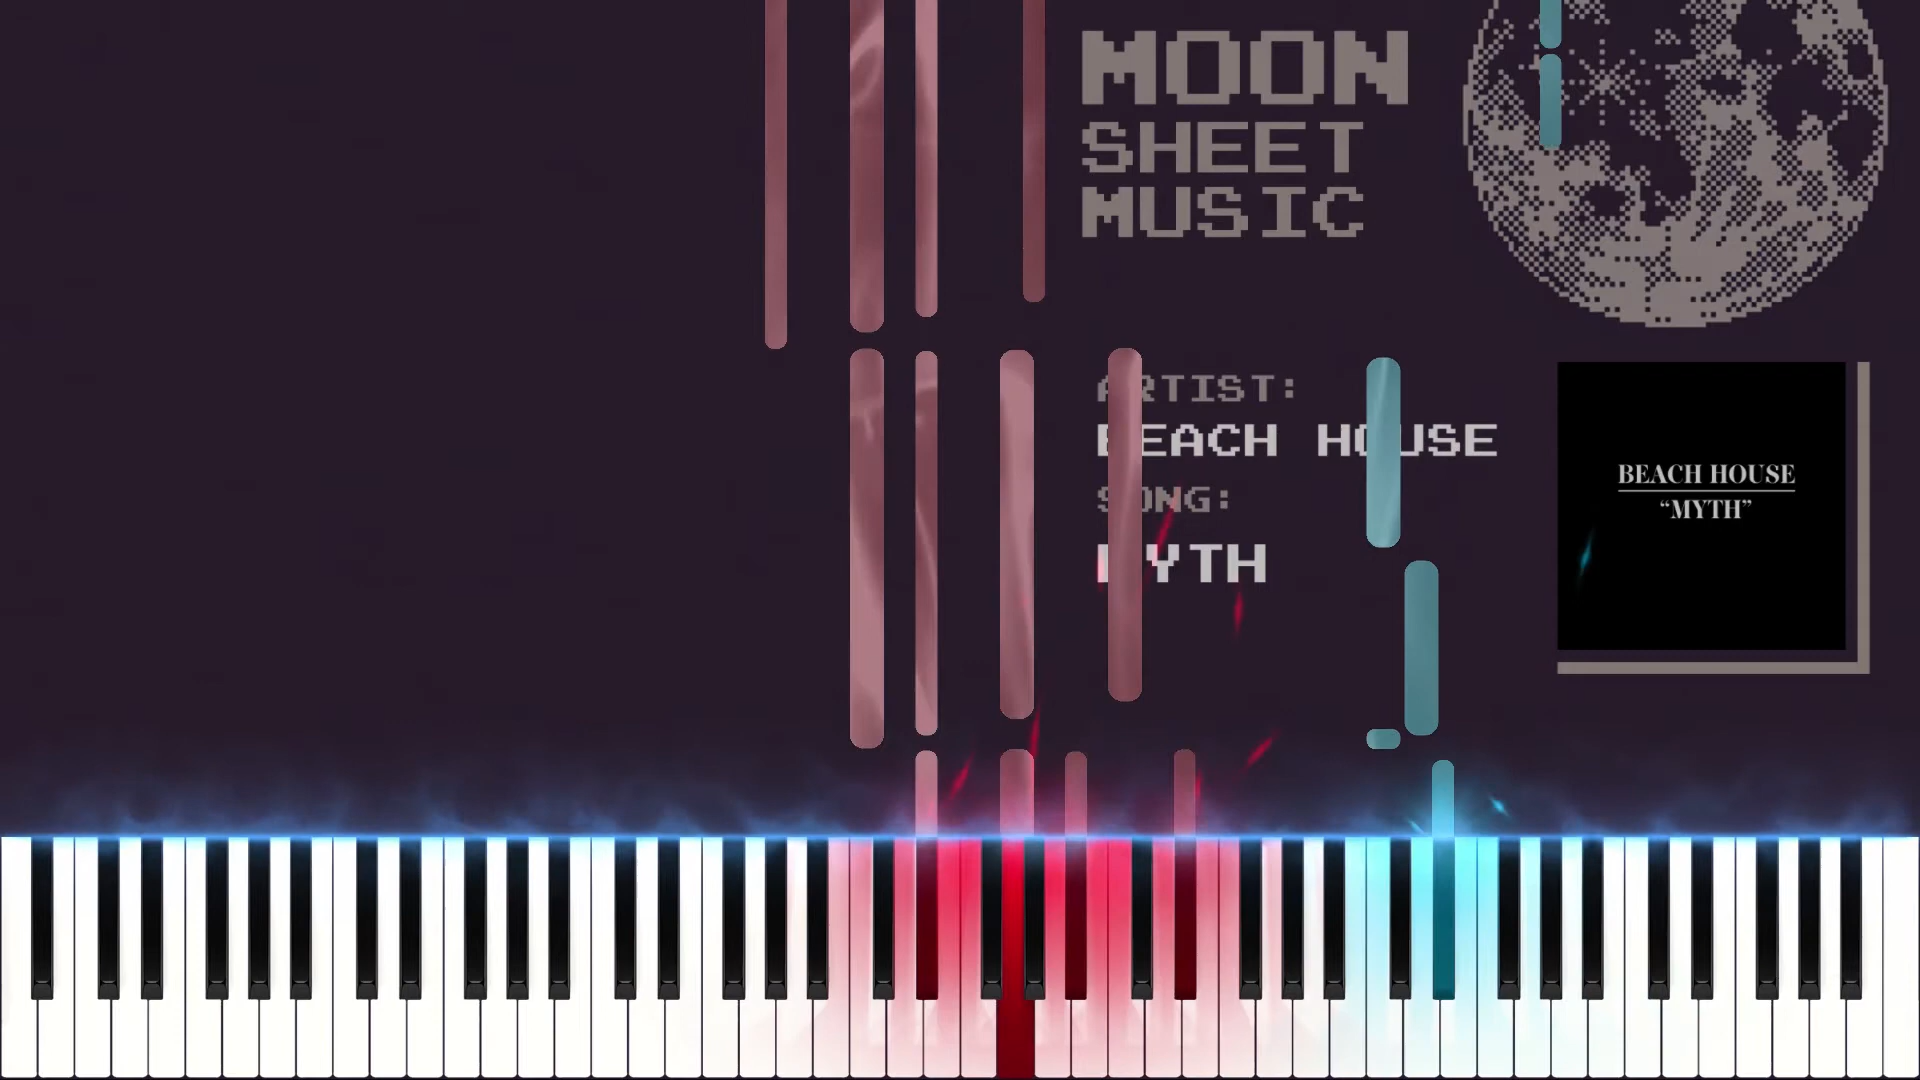 MOON
SHEET
MUSIC
ARTIST:
BEACH HOUSE
SONG:
MYTH
BEACH HOUSE
“MYTH”